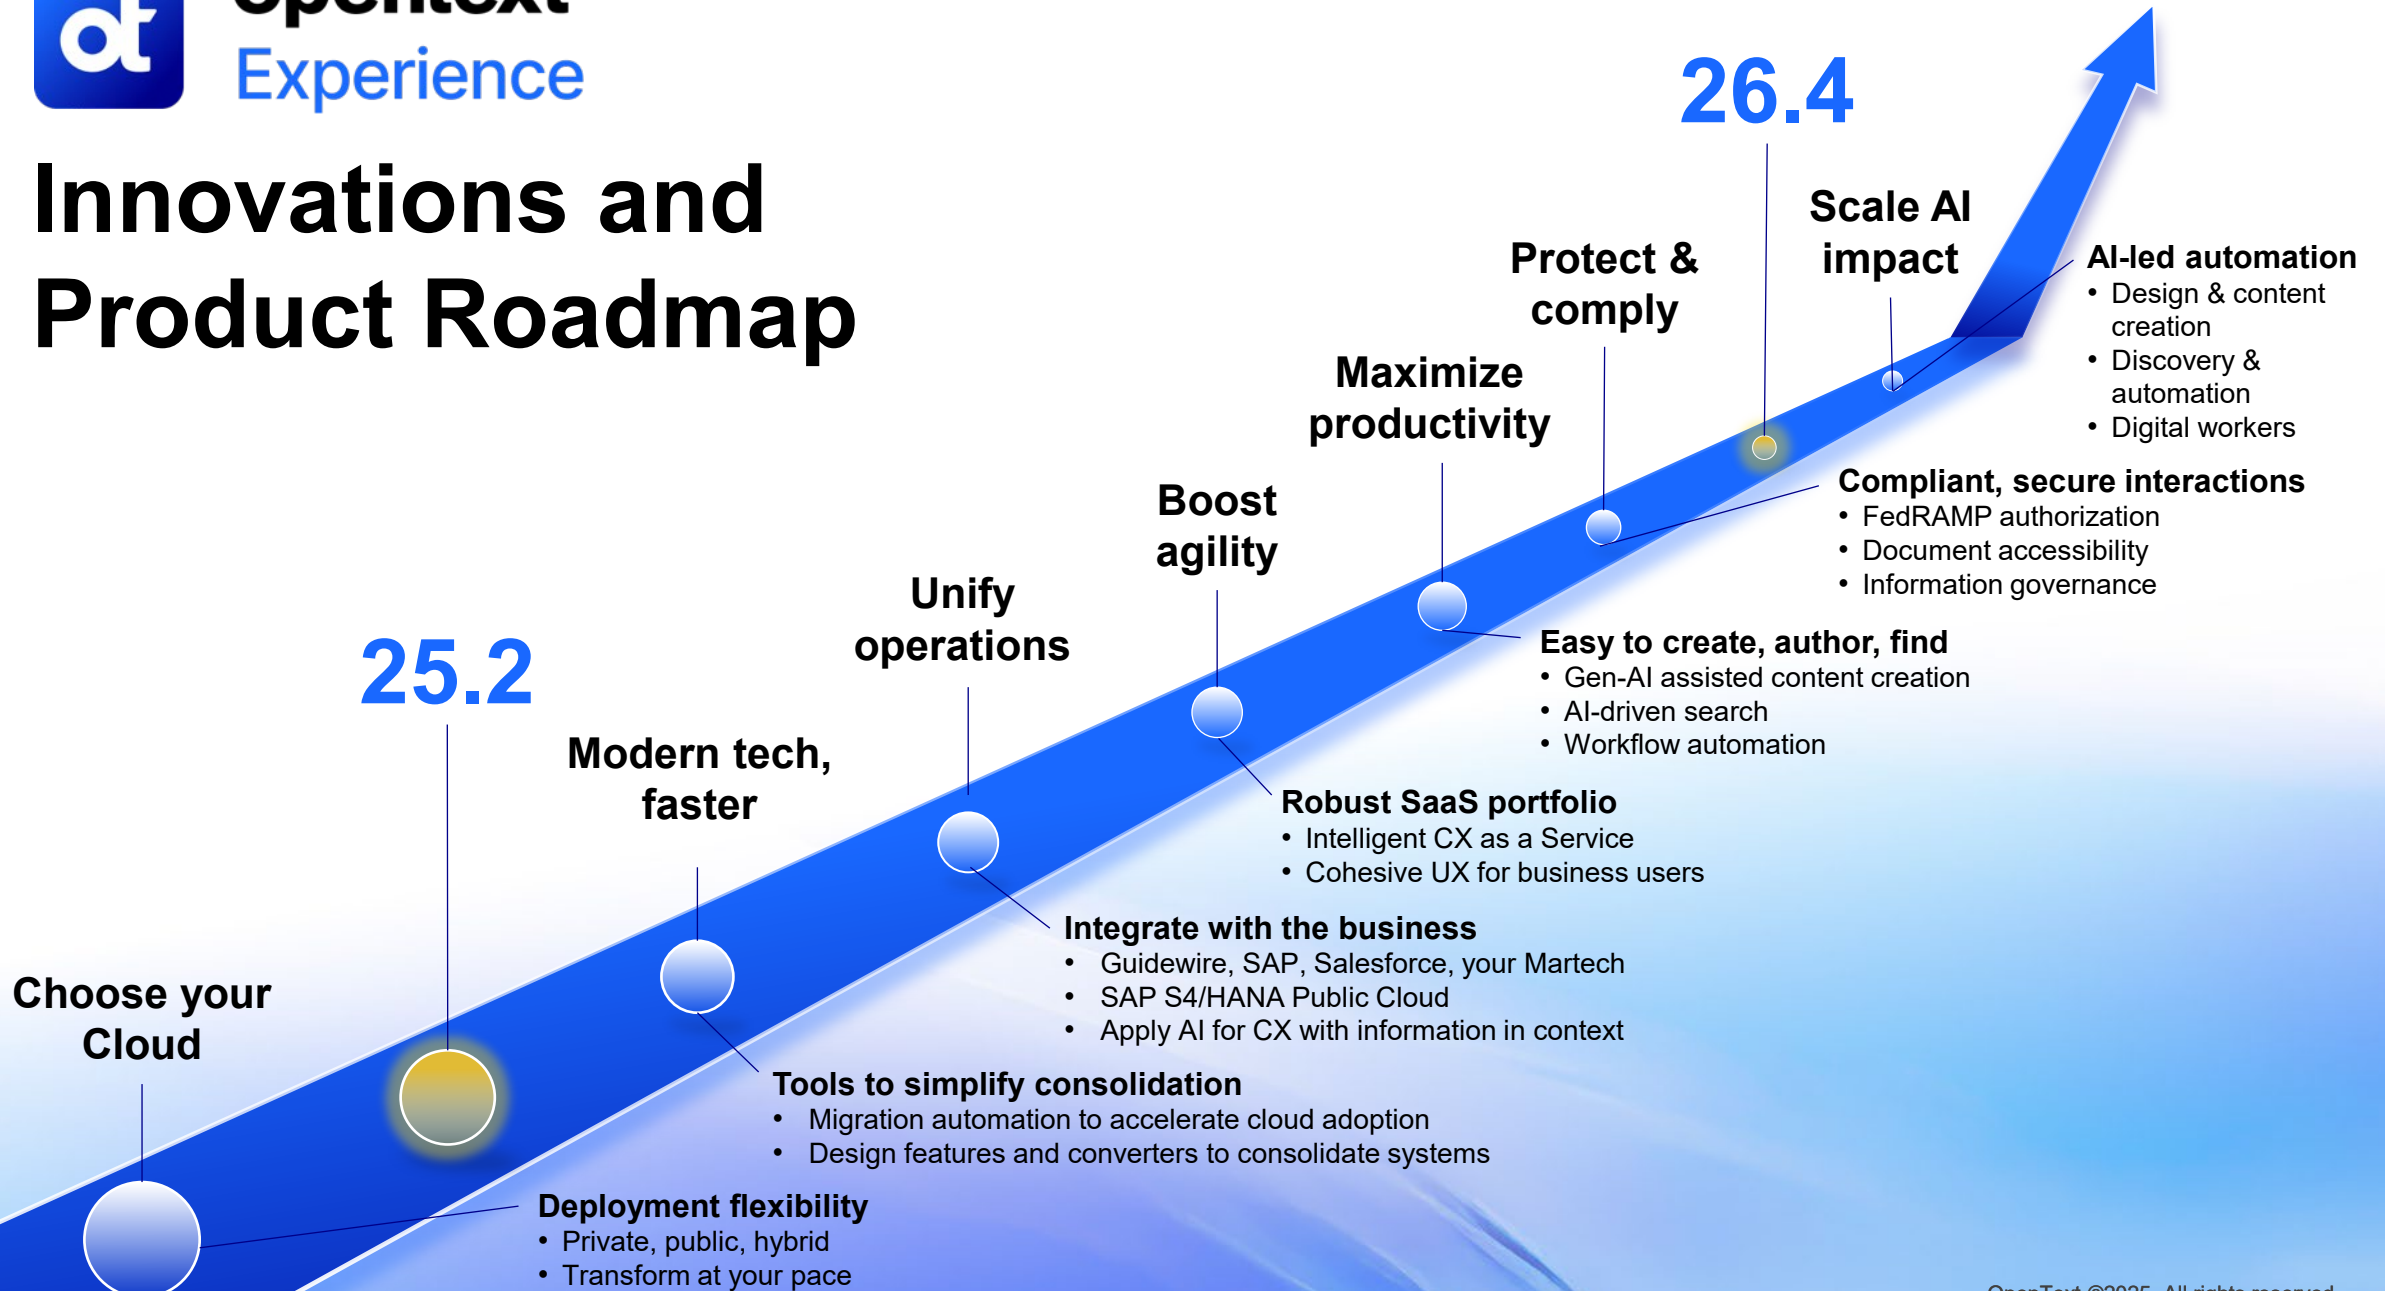 opentext
Experience
Innovations and
Product Roadmap
26.4
Scale AI
impact
Protect &
comply
AI-led automation
• Design & content
creation
• Discovery &
automation
• Digital workers
Maximize
productivity
Compliant, secure interactions
• FedRAMP authorization
• Document accessibility
• Information governance
Boost
agility
Unify
operations
Easy to create, author, find
• Gen-AI assisted content creation
• AI-driven search
• Workflow automation
25.2
Modern tech,
faster
Robust SaaS portfolio
• Intelligent CX as a Service
• Cohesive UX for business users
Integrate with the business
• Guidewire, SAP, Salesforce, your Martech
• SAP S4/HANA Public Cloud
• Apply AI for CX with information in context
Choose your
Cloud
Tools to simplify consolidation
• Migration automation to accelerate cloud adoption
• Design features and converters to consolidate systems
Deployment flexibility
• Private, public, hybrid
• Transform at your pace
OpenText ©2025. All rights reserved